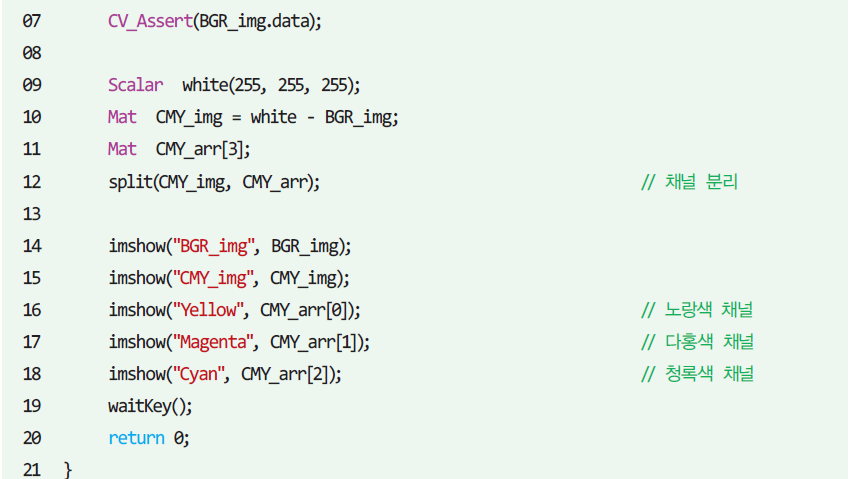 07 CV_Assert(BGR_img.data);
08
09 Scalar white(255, 255, 255);
10 Mat CMY_img = white - BGR_img;
11 Mat CMY_arr[3];
12 split(CMY_img, CMY_arr); // 채널 분리
13
14 imshow("BGR_img", BGR_img);
15 imshow("CMY_img", CMY_img);
16 imshow("Yellow", CMY_arr[0]); // 노랑색 채널
17 imshow("Magenta", CMY_arr[1]); // 다홍색 채널
18 imshow("Cyan", CMY_arr[2]); // 청록색 채널
19 waitKey();
20 return 0;
21 }